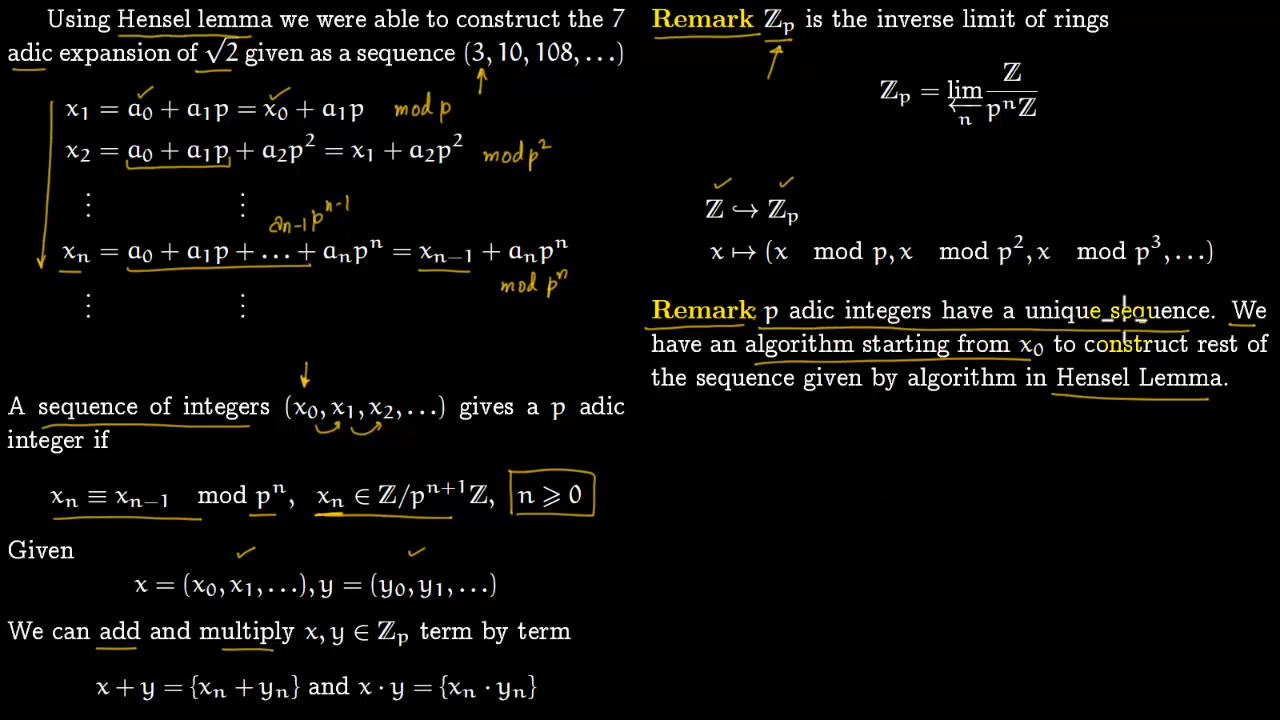 Using Hensel lemma we were able to construct the 7
adic expansion of √2 given as a sequence (3, 10, 108, ...)
x₁ = a₀ + a₁p = x₀ + a₁p mod p
x₂ = a₀ + a₁p + a₂p² = x₁ + a₂p² mod p²
⋮ ⋮
aₙ₋₁pⁿ⁻¹
xₙ = a₀ + a₁p + ... + aₙpⁿ = xₙ₋₁ + aₙpⁿ
mod pⁿ
⋮ ⋮
A sequence of integers (x₀, x₁, x₂, ...) gives a p adic
integer if
xₙ ≡ xₙ₋₁ mod pⁿ, xₙ ∈ ℤ/pⁿ⁺¹ℤ, n ⩾ 0
Given
x = (x₀, x₁, ...), y = (y₀, y₁, ...)
We can add and multiply x, y ∈ ℤₚ term by term
x + y = {xₙ + yₙ} and x · y = {xₙ · yₙ}
Remark ℤₚ is the inverse limit of rings
ℤₚ = lim ← n ℤ/pⁿℤ
ℤ ↪ ℤₚ
x ↦ (x mod p, x mod p², x mod p³, ...)
Remark: p adic integers have a unique sequence. We
have an algorithm starting from x₀ to construct rest of
the sequence given by algorithm in Hensel Lemma.